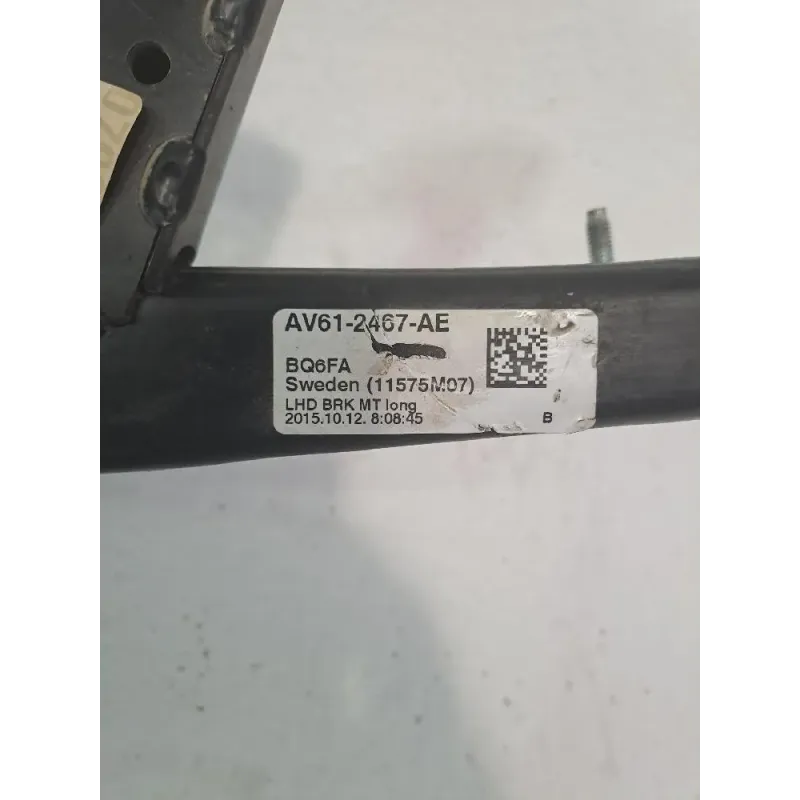 AV61-2467-AE
BQ6FA
Sweden (11575M07)
LHD BRK MT long
2015.10.12. 8:08:45
B